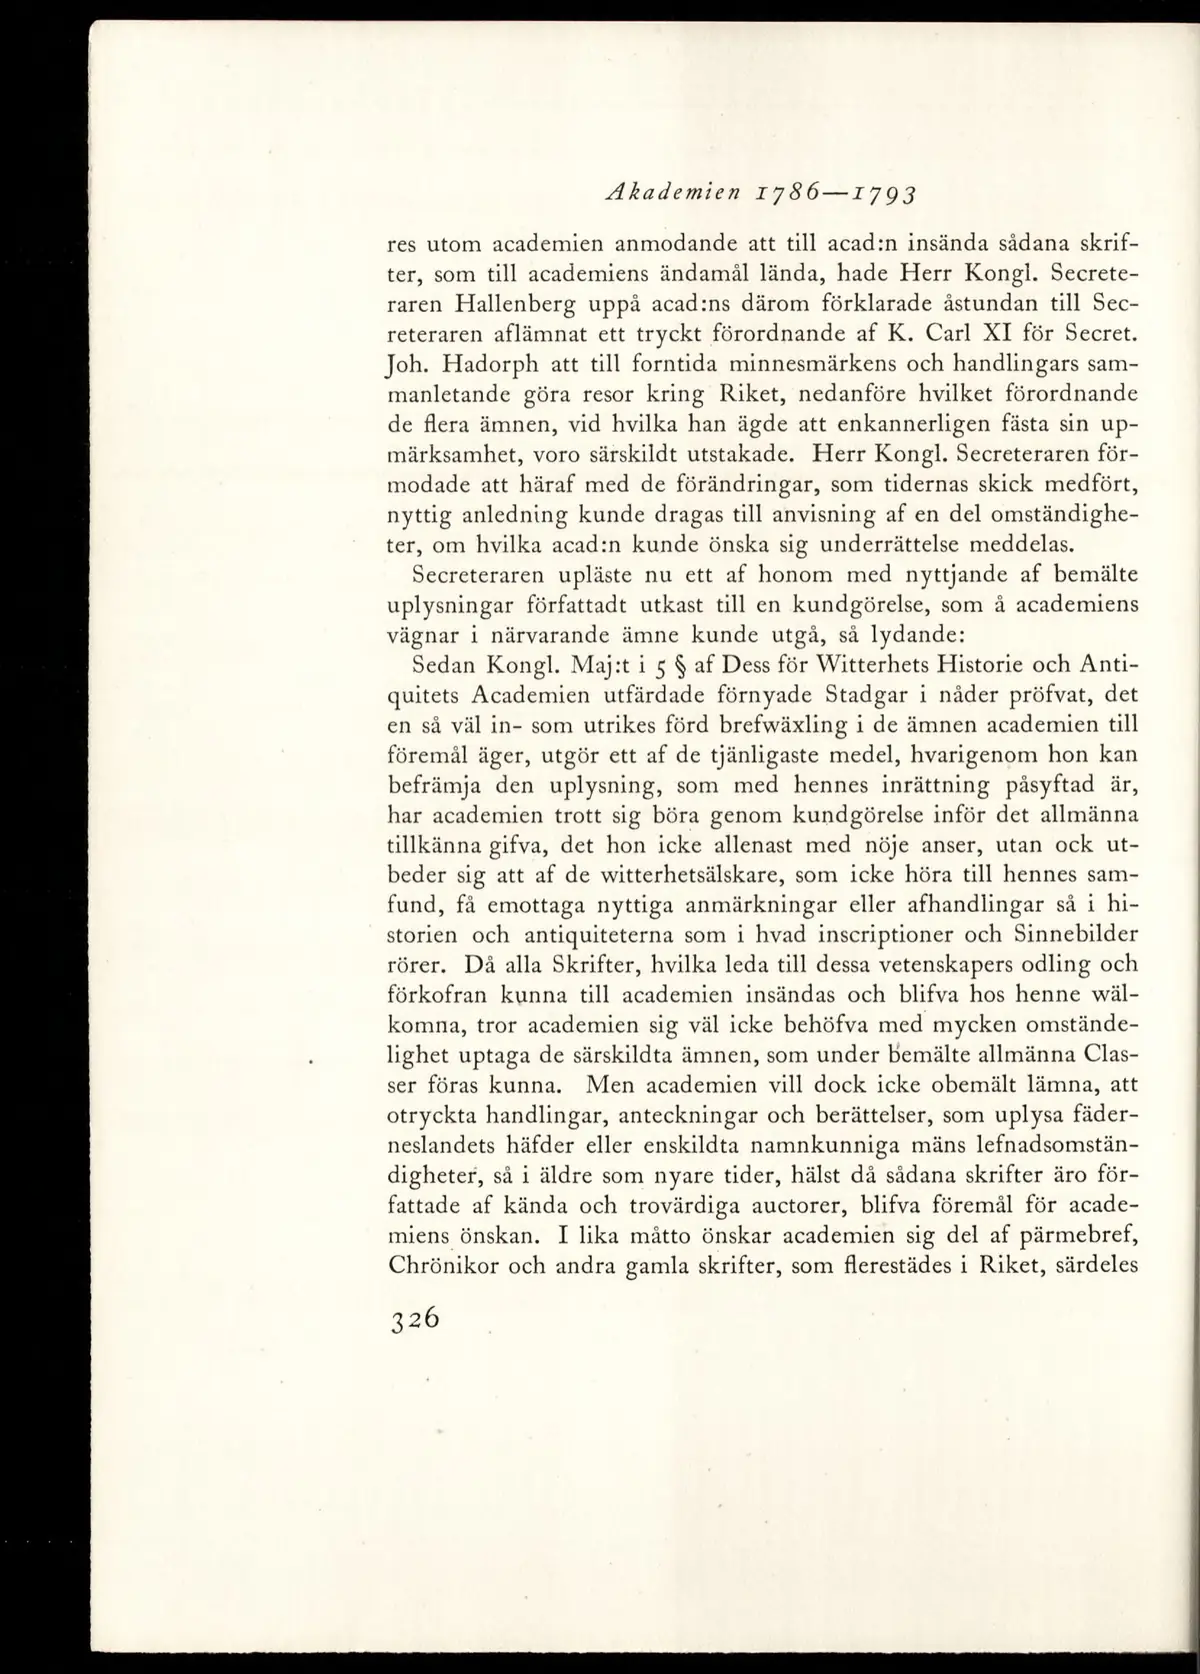 Akademien 1786—1793
res utom academien anmodande att till acad:n insända sådana skrif-
ter, som till academiens ändamål lända, hade Herr Kongl. Secrete-
raren Hallenberg uppå acad:ns därom förklarade åstundan till Sec-
reteraren aflämnat ett tryckt förordnande af K. Carl XI för Secret.
Joh. Hadorph att till forntida minnesmärkens och handlingars sam-
manletande göra resor kring Riket, nedanföre hvilket förordnande
de flera ämnen, vid hvilka han ägde att enkannerligen fästa sin up-
märksamhet, voro särskildt utstakade. Herr Kongl. Secreteraren för-
modade att häraf med de förändringar, som tidernas skick medfört,
nyttig anledning kunde dragas till anvisning af en del omständighe-
ter, om hvilka acad:n kunde önska sig underrättelse meddelas.
Secreteraren upläste nu ett af honom med nyttjande af bemälte
uplysningar författadt utkast till en kundgörelse, som å academiens
vägnar i närvarande ämne kunde utgå, så lydande:
Sedan Kongl. Maj:t i 5 § af Dess för Witterhets Historie och Anti-
quitets Academien utfärdade förnyade Stadgar i nåder pröfvat, det
en så väl in- som utrikes förd brefwäxling i de ämnen academien till
föremål äger, utgör ett af de tjänligaste medel, hvarigenom hon kan
befrämja den uplysning, som med hennes inrättning påsyftad är,
har academien trott sig böra genom kundgörelse inför det allmänna
tillkänna gifva, det hon icke allenast med nöje anser, utan ock ut-
beder sig att af de witterhetsälskare, som icke höra till hennes sam-
fund, få emottaga nyttiga anmärkningar eller afhandlingar så i hi-
storien och antiquiteterna som i hvad inscriptioner och Sinnebilder
rörer. Då alla Skrifter, hvilka leda till dessa vetenskapers odling och
förkofran kunna till academien insändas och blifva hos henne wäl-
komna, tror academien sig väl icke behöfva med mycken omstände-
lighet uptaga de särskildta ämnen, som under bemälte allmänna Clas-
ser föras kunna. Men academien vill dock icke obemält lämna, att
otryckta handlingar, anteckningar och berättelser, som uplysa fäder-
neslandets häfder eller enskildta namnkunniga mäns lefnadsomstän-
digheter, så i äldre som nyare tider, hälst då sådana skrifter äro för-
fattade af kända och trovärdiga auctorer, blifva föremål för acade-
miens önskan. I lika måtto önskar academien sig del af pärmebref,
Chrönikor och andra gamla skrifter, som flerestädes i Riket, särdeles
326